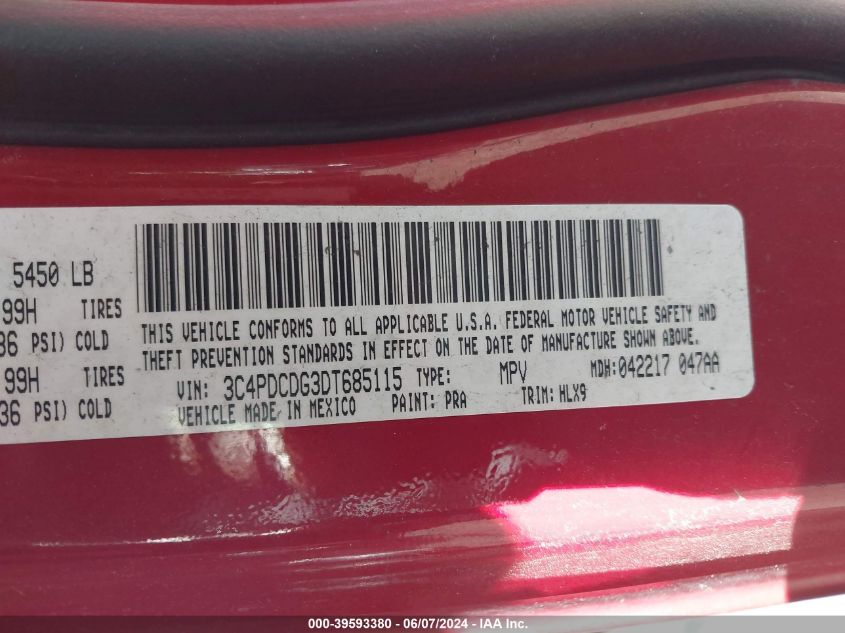 5450 LB
99H TIRES
36 PSI) COLD
99H TIRES
36 PSI) COLD
THIS VEHICLE CONFORMS TO ALL APPLICABLE U.S.A. FEDERAL MOTOR VEHICLE SAFETY AND
THEFT PREVENTION STANDARDS IN EFFECT ON THE DATE OF MANUFACTURE SHOWN ABOVE.
VIN: 3C4PDCDG3DT685115 TYPE: MPV MDH:042217 047AA
VEHICLE MADE IN MEXICO PAINT: PRA TRIM: HLX9
000-39593380 - 06/07/2024 - IAA Inc.